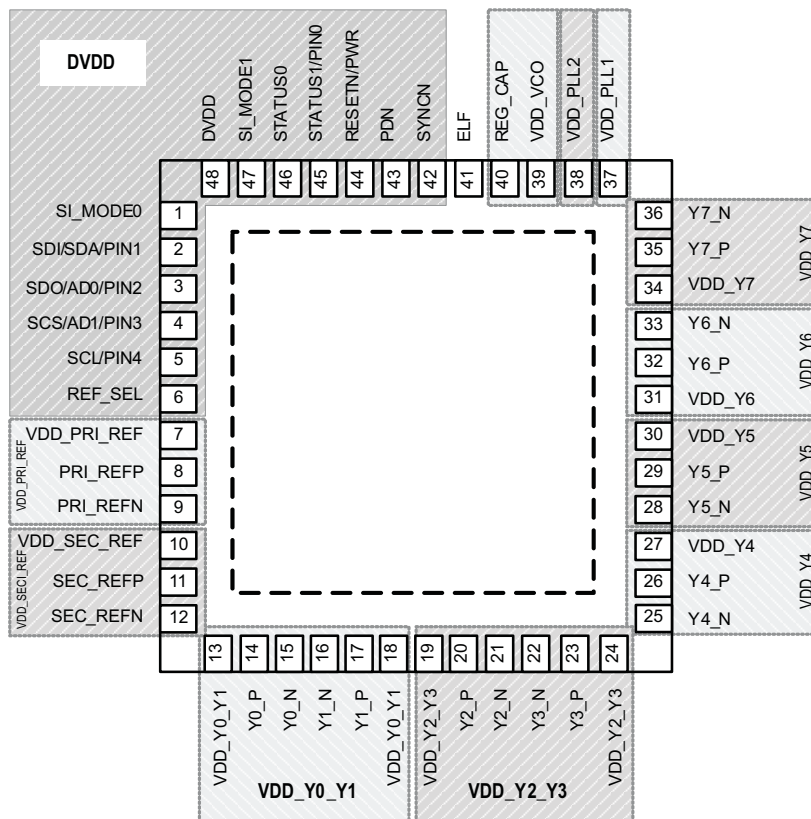 DVDD
DVDD
SI_MODE1
STATUS0
STATUS1/PIN0
RESETN/PWR
PDN
SYNCN
ELF
REG_CAP
VDD_VCO
VDD_PLL2
VDD_PLL1
48
47
46
45
44
43
42
41
40
39
38
37
SI_MODE0 1
SDI/SDA/PIN1 2
SDO/AD0/PIN2 3
SCS/AD1/PIN3 4
SCL/PIN4 5
REF_SEL 6
VDD_PRI_REF 7
PRI_REFP 8
PRI_REFN 9
VDD_PRI_REF
VDD_SEC_REF 10
SEC_REFP 11
SEC_REFN 12
VDD_SECI_REF
36 Y7_N
35 Y7_P
34 VDD_Y7
VDD_Y7
33 Y6_N
32 Y6_P
31 VDD_Y6
VDD_Y6
30 VDD_Y5
29 Y5_P
28 Y5_N
VDD_Y5
27 VDD_Y4
26 Y4_P
25 Y4_N
VDD_Y4
13
14
15
16
17
18
19
20
21
22
23
24
VDD_Y0_Y1
Y0_P
Y0_N
Y1_N
Y1_P
VDD_Y0_Y1
VDD_Y2_Y3
Y2_P
Y2_N
Y3_N
Y3_P
VDD_Y2_Y3
VDD_Y0_Y1
VDD_Y2_Y3